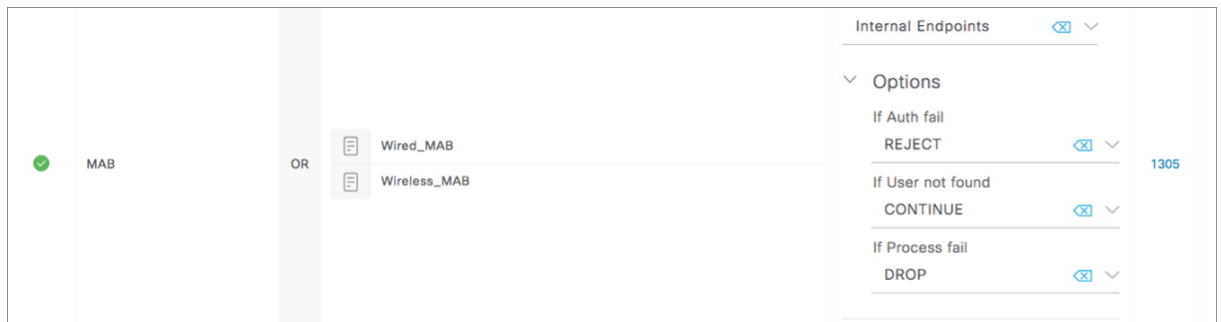 Internal Endpoints
Options
If Auth fail
REJECT
MAB
OR
Wired_MAB
Wireless_MAB
1305
If User not found
CONTINUE
If Process fail
DROP